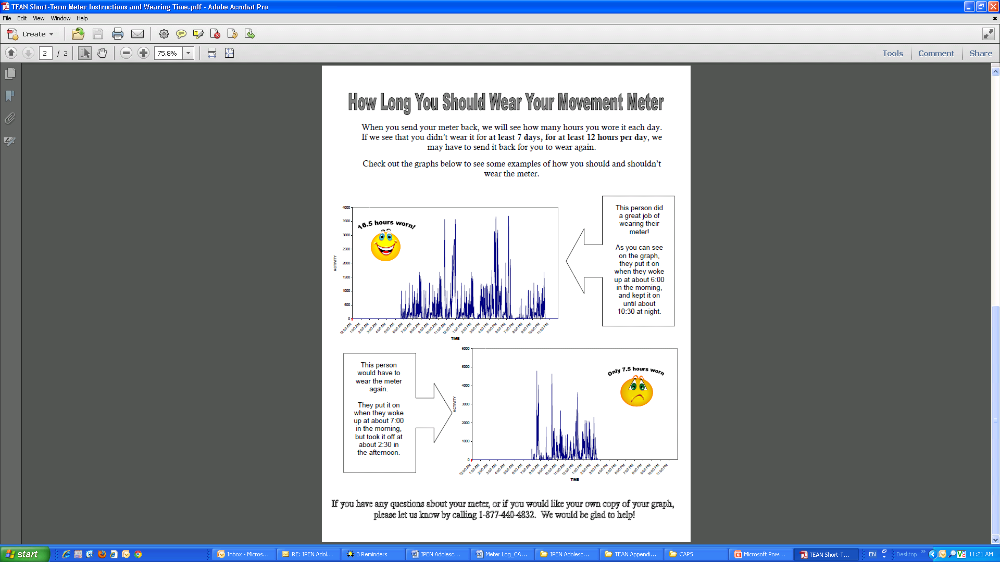 TEAN Short-Term Meter Instructions and Wearing Time.pdf - Adobe Acrobat Pro
File Edit View Window Help
Create
2 / 2 75.8% Tools Comment Share
How Long You Should Wear Your Movement Meter
When you send your meter back, we will see how many hours you wore it each day.
If we see that you didn't wear it for at least 7 days, for at least 12 hours per day, we
may have to send it back for you to wear again.
Check out the graphs below to see some examples of how you should and shouldn't
wear the meter.
16.5 hours worn!
ACTIVITY
4000
3500
3000
2500
2000
1500
1000
500
0
12:00 AM 1:00 AM 2:00 AM 3:00 AM 4:00 AM 5:00 AM 6:00 AM 7:00 AM 8:00 AM 9:00 AM 10:00 AM 11:00 AM 12:00 PM 1:00 PM 2:00 PM 3:00 PM 4:00 PM 5:00 PM 6:00 PM 7:00 PM 8:00 PM 9:00 PM 10:00 PM 11:00 PM
TIME
This person did
a great job of
wearing their
meter!
As you can see
on the graph,
they put it on
when they woke
up at about 6:00
in the morning,
and kept it on
until about
10:30 at night.
This person
would have to
wear the meter
again.
They put it on
when they woke
up at about 7:00
in the morning,
but took it off at
about 2:30 in
the afternoon.
Only 7.5 hours worn
ACTIVITY
6000
5000
4000
3000
2000
1000
0
12:00 AM 1:00 AM 2:00 AM 3:00 AM 4:00 AM 5:00 AM 6:00 AM 7:00 AM 8:00 AM 9:00 AM 10:00 AM 11:00 AM 12:00 PM 1:00 PM 2:00 PM 3:00 PM 4:00 PM 5:00 PM 6:00 PM 7:00 PM 8:00 PM 9:00 PM 10:00 PM 11:00 PM
TIME
If you have any questions about your meter, or if you would like your own copy of your graph,
please let us know by calling 1-877-440-4832. We would be glad to help!
start Inbox - Micros... RE: IPEN Adol... 3 Reminders IPEN Adolesc... Meter Log_CA... IPEN Adolesc... TEAN Appendi... CAPS Microsoft Pow... TEAN Short-T... EN Desktop 11:21 AM